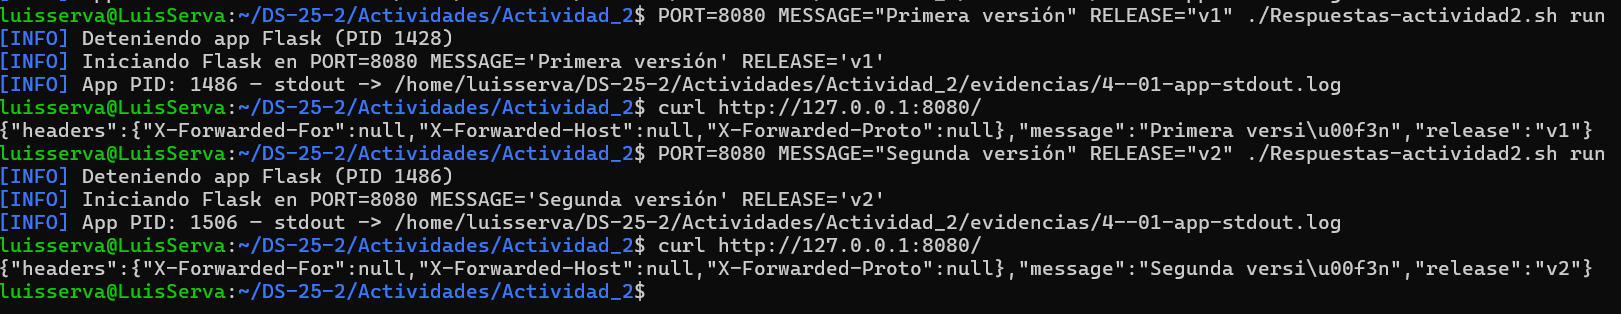 luisserva@LuisServa:~/DS-25-2/Actividades/Actividad_2$ PORT=8080 MESSAGE="Primera versión" RELEASE="v1" ./Respuestas-actividad2.sh run
[INFO] Deteniendo app Flask (PID 1428)
[INFO] Iniciando Flask en PORT=8080 MESSAGE='Primera versión' RELEASE='v1'
[INFO] App PID: 1486 — stdout -> /home/luisserva/DS-25-2/Actividades/Actividad_2/evidencias/4--01-app-stdout.log
luisserva@LuisServa:~/DS-25-2/Actividades/Actividad_2$ curl http://127.0.0.1:8080/
{"headers":{"X-Forwarded-For":null,"X-Forwarded-Host":null,"X-Forwarded-Proto":null},"message":"Primera versi\u00f3n","release":"v1"}
luisserva@LuisServa:~/DS-25-2/Actividades/Actividad_2$ PORT=8080 MESSAGE="Segunda versión" RELEASE="v2" ./Respuestas-actividad2.sh run
[INFO] Deteniendo app Flask (PID 1486)
[INFO] Iniciando Flask en PORT=8080 MESSAGE='Segunda versión' RELEASE='v2'
[INFO] App PID: 1506 — stdout -> /home/luisserva/DS-25-2/Actividades/Actividad_2/evidencias/4--01-app-stdout.log
luisserva@LuisServa:~/DS-25-2/Actividades/Actividad_2$ curl http://127.0.0.1:8080/
{"headers":{"X-Forwarded-For":null,"X-Forwarded-Host":null,"X-Forwarded-Proto":null},"message":"Segunda versi\u00f3n","release":"v2"}
luisserva@LuisServa:~/DS-25-2/Actividades/Actividad_2$